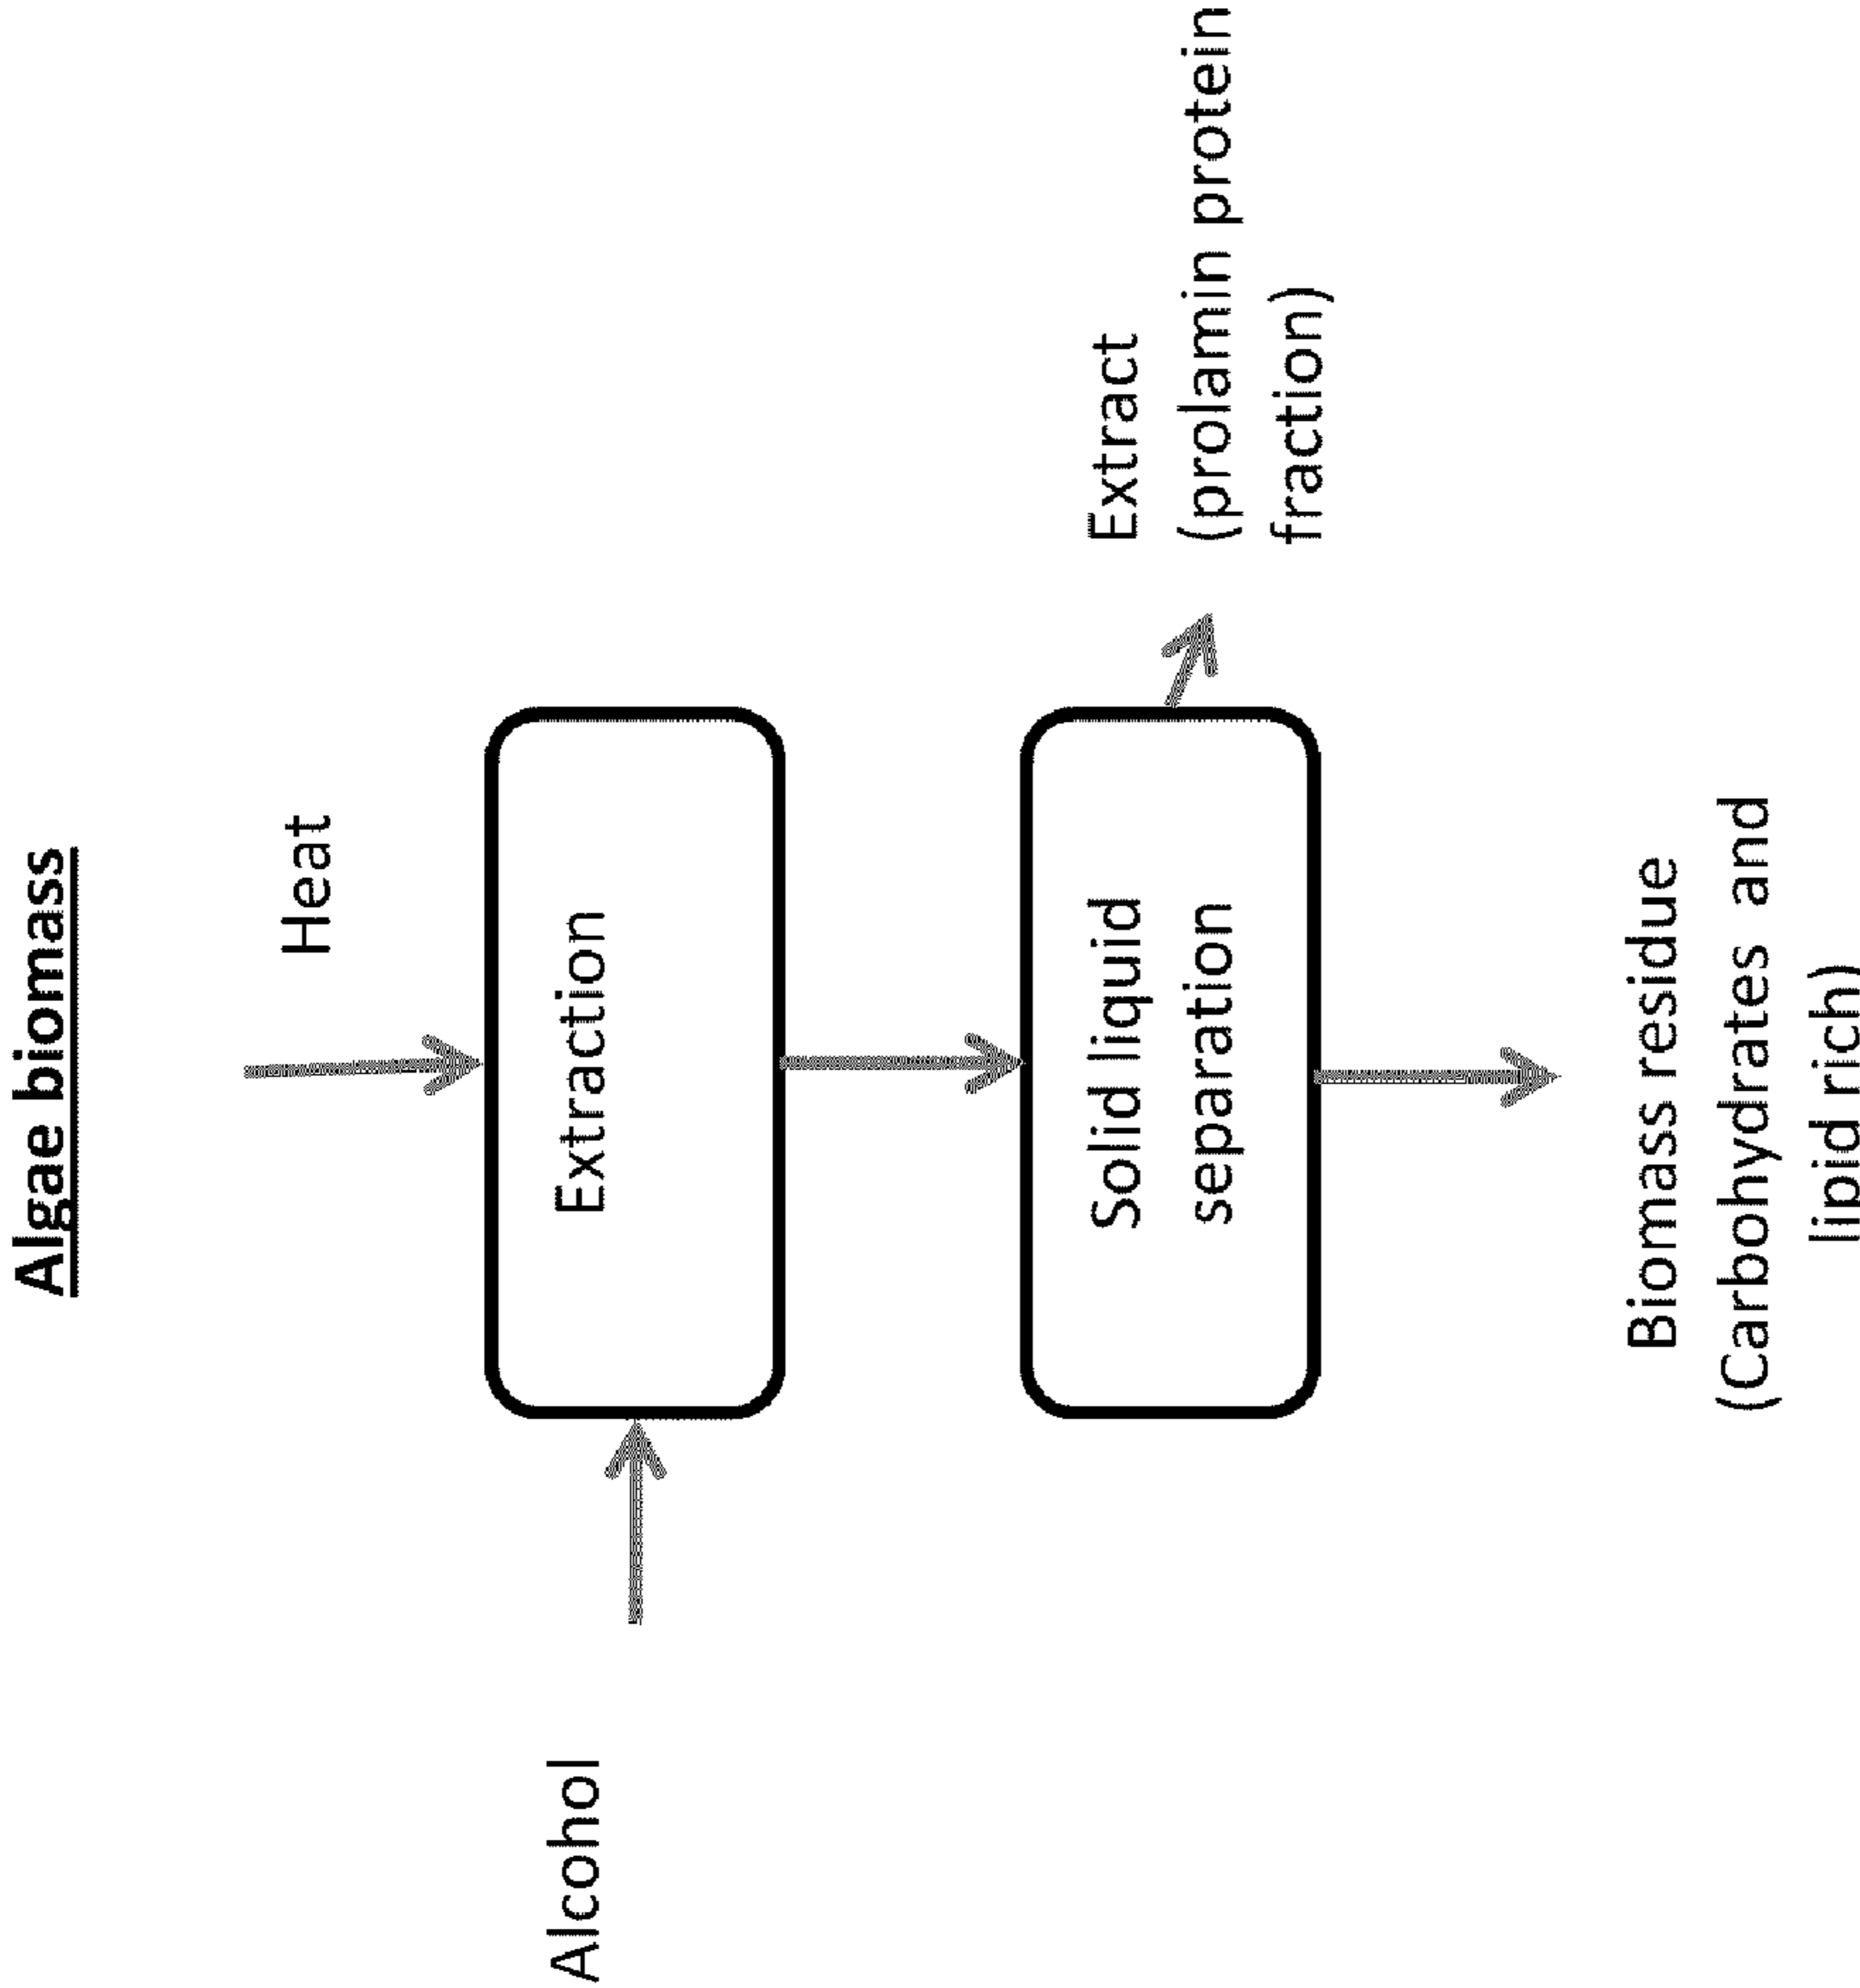 Algae biomass
Heat
Alcohol
Extraction
Solid liquid
separation
Extract
(prolamin protein
fraction)
Biomass residue
(Carbohydrates and
lipid rich)